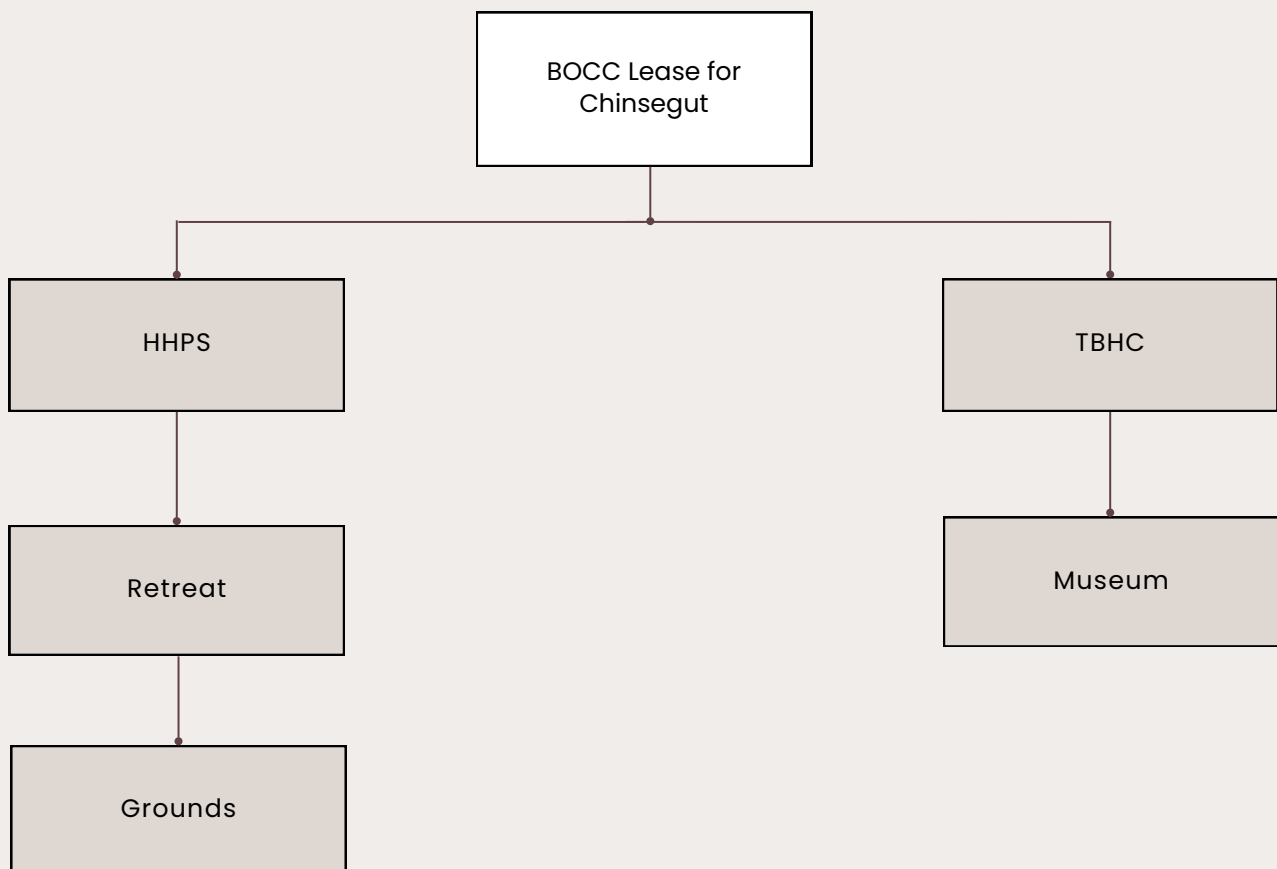 BOCC Lease for
Chinsegut
HHPS
TBHC
Retreat
Museum
Grounds